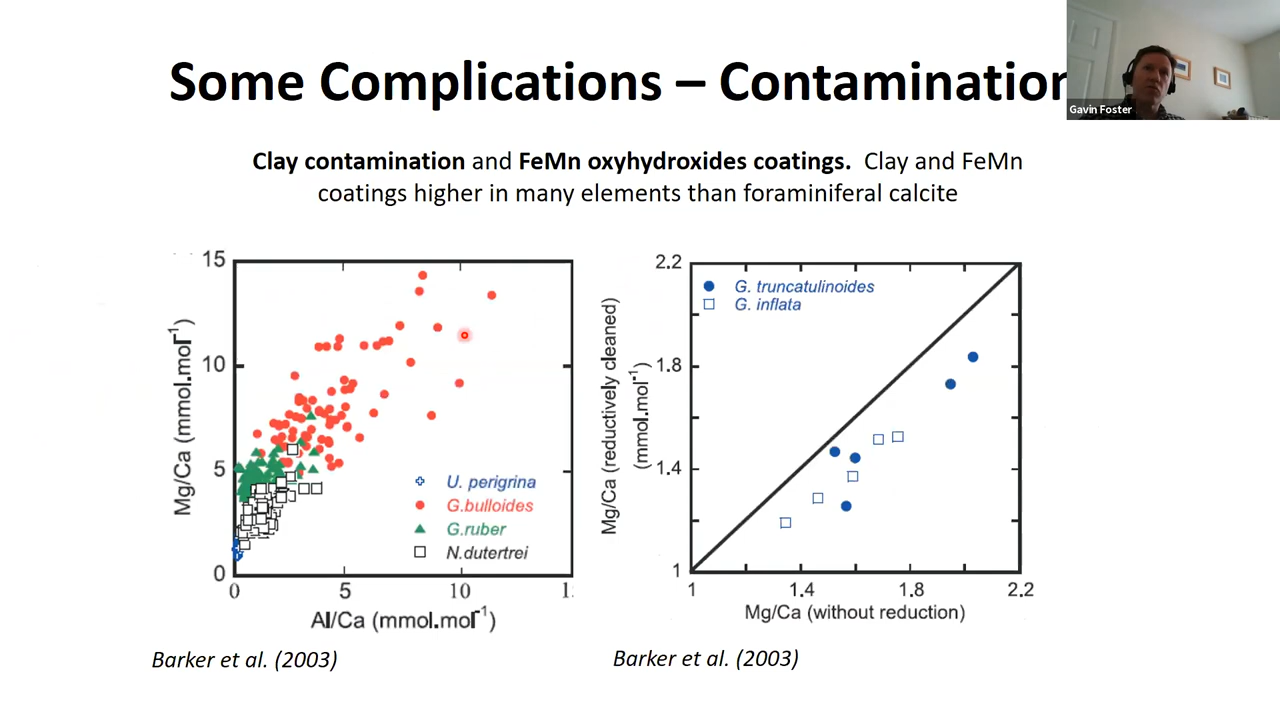 Some Complications – Contamination
Gavin Foster
Clay contamination and FeMn oxyhydroxides coatings. Clay and FeMn
coatings higher in many elements than foraminiferal calcite
15
10
5
0
Mg/Ca (mmol.mol⁻¹)
U. perigrina
G.bulloides
G.ruber
N.dutertrei
0 5 10 1.
Al/Ca (mmol.mol⁻¹)
Barker et al. (2003)
2.2
1.8
1.4
1
Mg/Ca (reductively cleaned)
(mmol.mol⁻¹)
G. truncatulinoides
G. inflata
1 1.4 1.8 2.2
Mg/Ca (without reduction)
Barker et al. (2003)